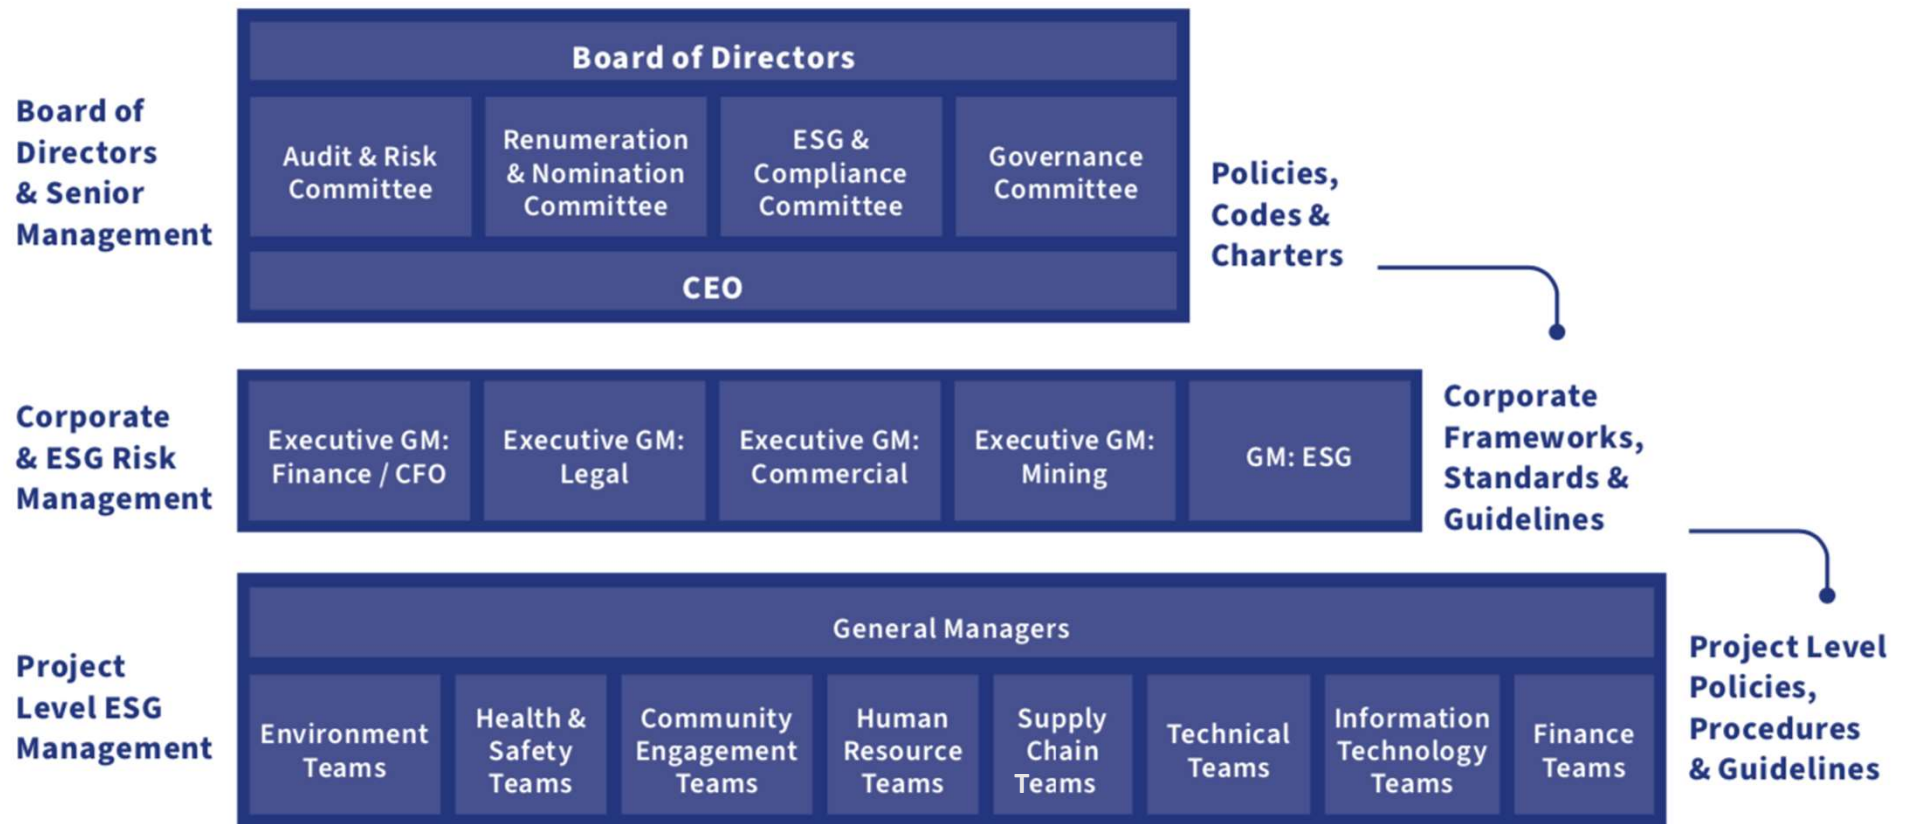 Board of
Directors
& Senior
Management
Board of Directors
Audit & Risk
Committee
Renumeration
& Nomination
Committee
ESG &
Compliance
Committee
Governance
Committee
CEO
Policies,
Codes &
Charters
Corporate
& ESG Risk
Management
Executive GM:
Finance / CFO
Executive GM:
Legal
Executive GM:
Commercial
Executive GM:
Mining
GM: ESG
Corporate
Frameworks,
Standards &
Guidelines
Project
Level ESG
Management
General Managers
Environment
Teams
Health &
Safety
Teams
Community
Engagement
Teams
Human
Resource
Teams
Supply
Chain
Teams
Technical
Teams
Information
Technology
Teams
Finance
Teams
Project Level
Policies,
Procedures
& Guidelines